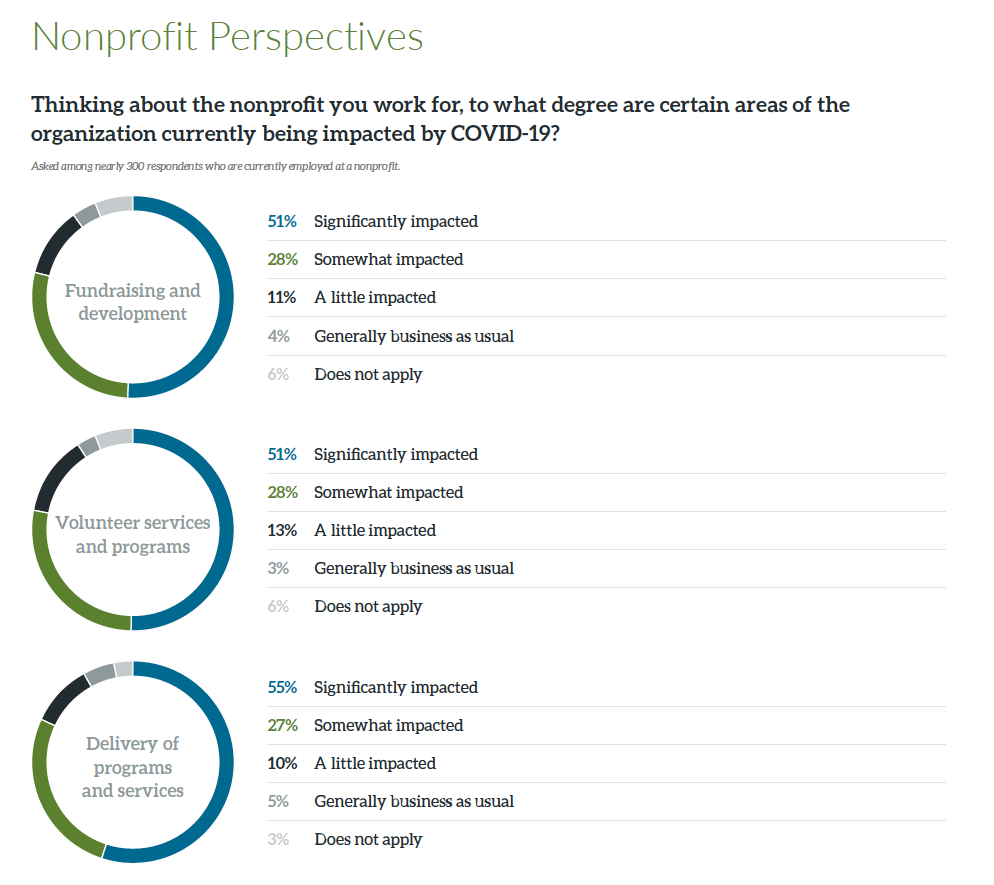 Nonprofit Perspectives
Thinking about the nonprofit you work for, to what degree are certain areas of the
organization currently being impacted by COVID-19?
Asked among nearly 300 respondents who are currently employed at a nonprofit.
Fundraising and
development
51% Significantly impacted
28% Somewhat impacted
11% A little impacted
4% Generally business as usual
6% Does not apply
Volunteer services
and programs
51% Significantly impacted
28% Somewhat impacted
13% A little impacted
3% Generally business as usual
6% Does not apply
Delivery of
programs
and services
55% Significantly impacted
27% Somewhat impacted
10% A little impacted
5% Generally business as usual
3% Does not apply